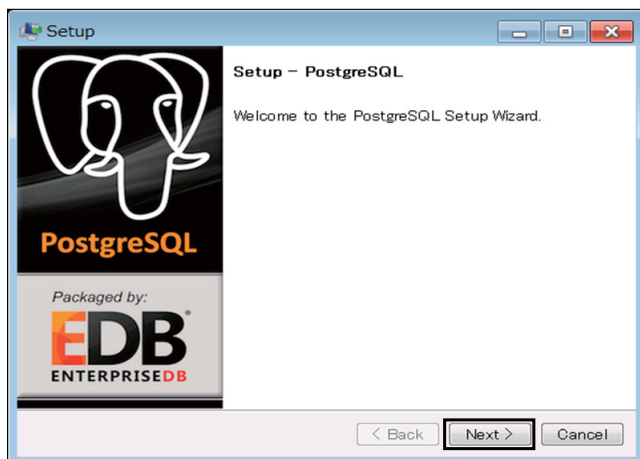 Setup
Setup - PostgreSQL
Welcome to the PostgreSQL Setup Wizard.
PostgreSQL
Packaged by:
EDB
ENTERPRISEDB
< Back
Next >
Cancel